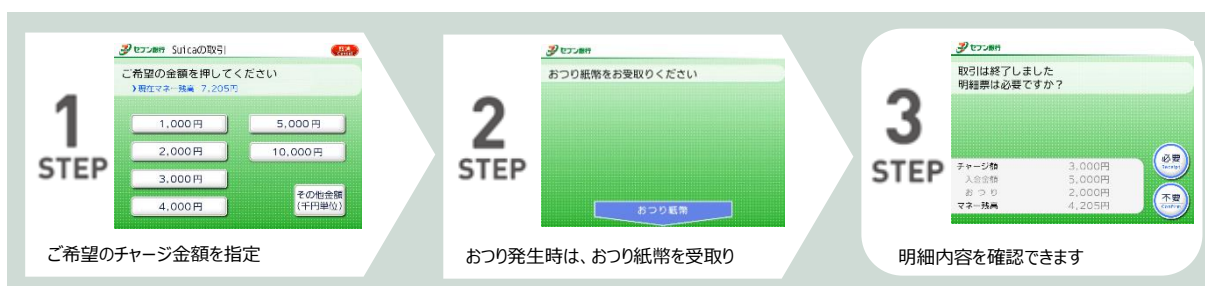 1
STEP
セブン銀行 Suicaの取引
ご希望の金額を押してください
現在マネー残高 7,205円
1,000円
5,000円
2,000円
10,000円
3,000円
4,000円
その他金額
(千円単位)
ご希望のチャージ金額を指定
2
STEP
セブン銀行
おつり紙幣をお受取りください
おつり紙幣
おつり発生時は、おつり紙幣を受取り
3
STEP
セブン銀行
取引は終了しました
明細票は必要ですか？
チャージ額 3,000円
入金金額 5,000円
おつり 2,000円
マネー残高 4,205円
必要
Receipt
不要
Confirm
明細内容を確認できます